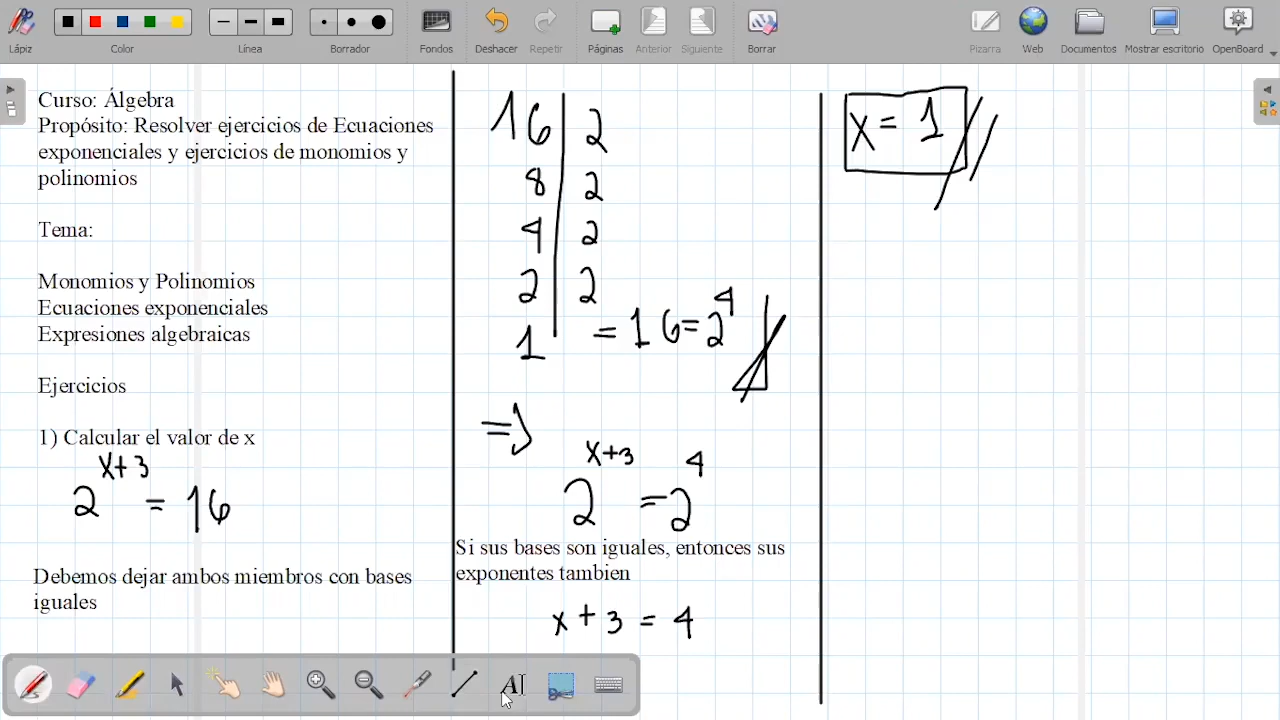 Lápiz
Color
Línea
Borrador
Fondos
Deshacer
Repetir
Páginas
Anterior
Siguiente
Borrar
Pizarra
Web
Documentos
Mostrar escritorio
OpenBoard
Curso: Álgebra
Propósito: Resolver ejercicios de Ecuaciones
exponenciales y ejercicios de monomios y
polinomios
Tema:
Monomios y Polinomios
Ecuaciones exponenciales
Expresiones algebraicas
Ejercicios
1) Calcular el valor de x
2^{x+3} = 16
Debemos dejar ambos miembros con bases
iguales
16 | 2
8 | 2
4 | 2
2 | 2
1 = 16=2^4
=>
2^{x+3} = 2^4
Si sus bases son iguales, entonces sus
exponentes tambien
x + 3 = 4
x = 1
AI